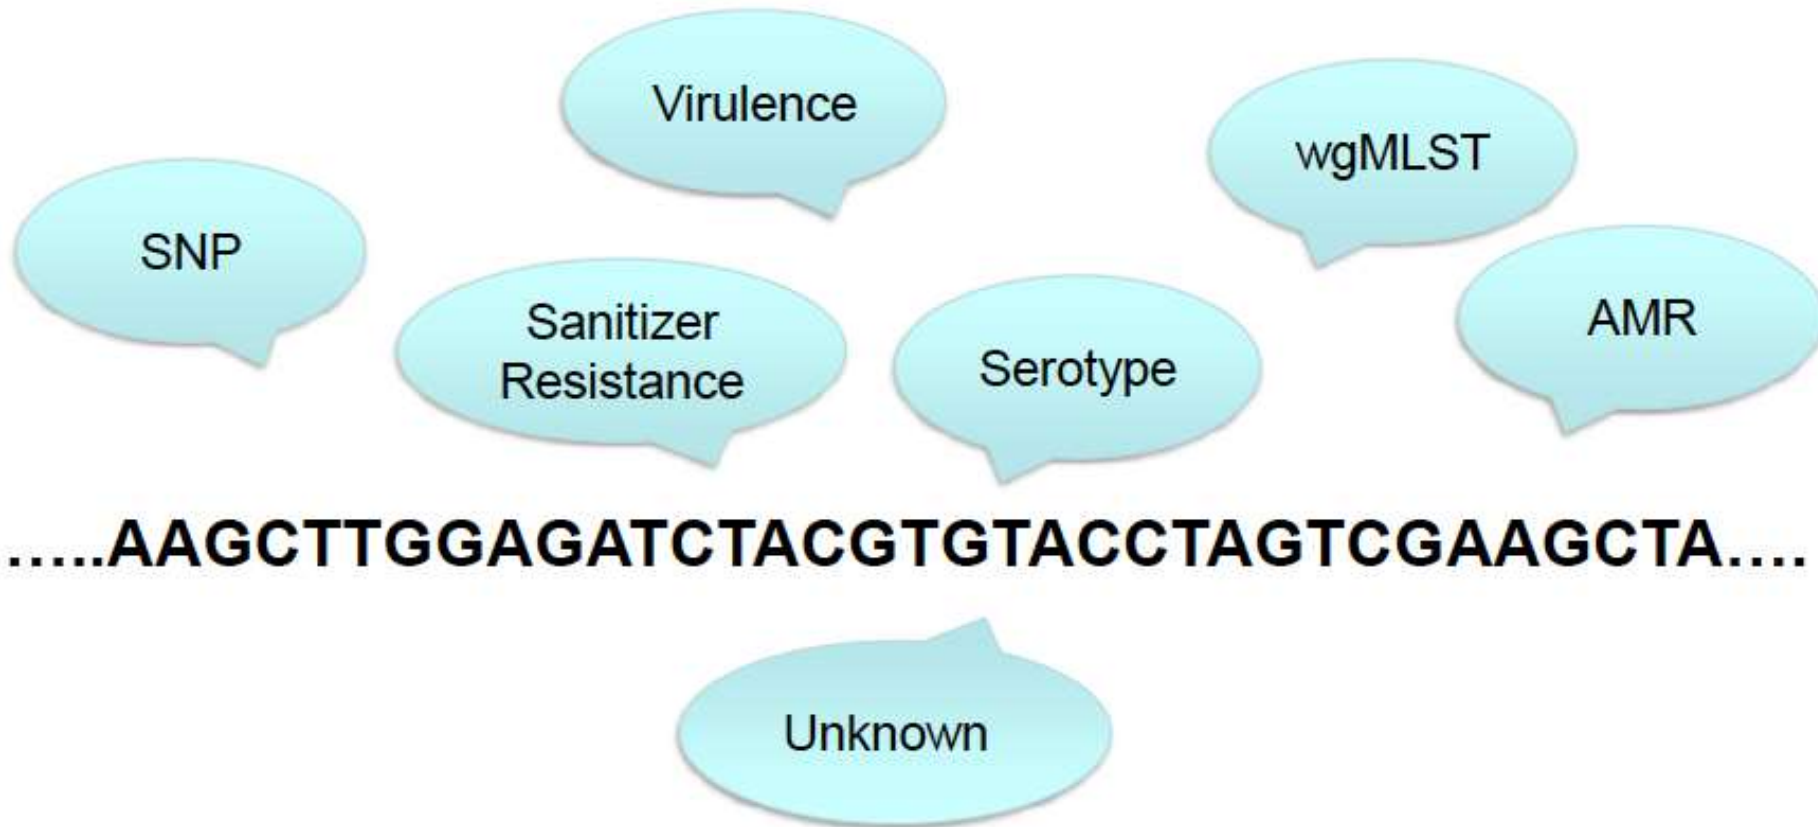 Virulence
wgMLST
SNP
AMR
Sanitizer
Resistance
Serotype
.....AAGCTTGGAGATCTACGTGTACCTAGTCGAAGCTA....
Unknown